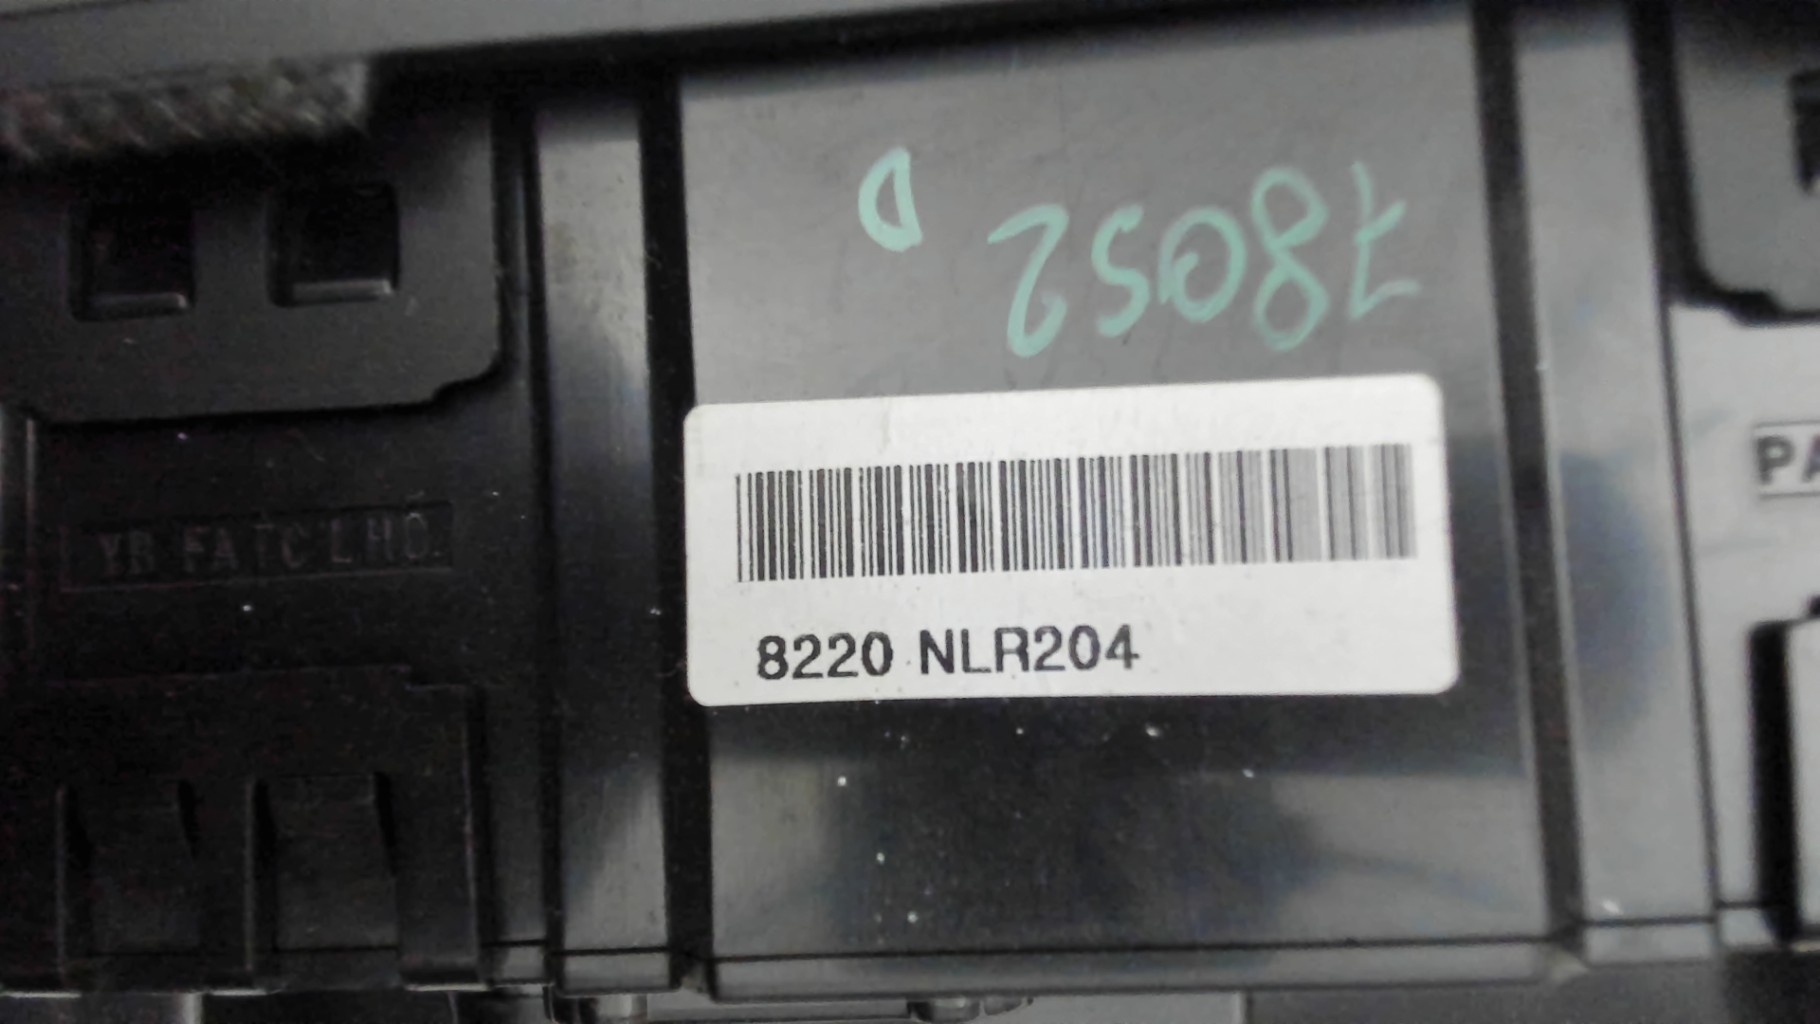 78052 D
YR FATC LHD.
8220 NLR204
PA